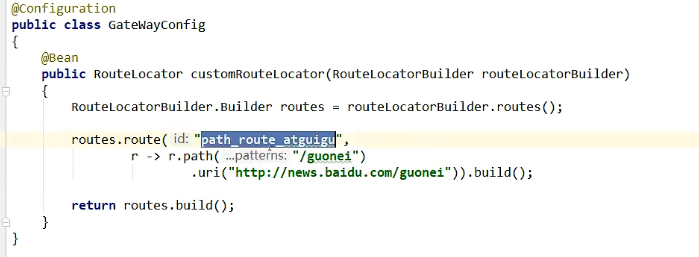 @Configuration
public class GateWayConfig
{
@Bean
public RouteLocator customRouteLocator(RouteLocatorBuilder routeLocatorBuilder)
{
RouteLocatorBuilder.Builder routes = routeLocatorBuilder.routes();
routes.route( id: "path_route_atguigu",
r -> r.path( ...patterns: "/guonei")
.uri("http://news.baidu.com/guonei")).build();
return routes.build();
}
}